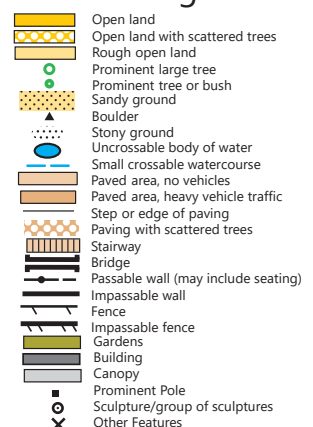 Open land
Open land with scattered trees
Rough open land
Prominent large tree
Prominent tree or bush
Sandy ground
Boulder
Stony ground
Uncrossable body of water
Small crossable watercourse
Paved area, no vehicles
Paved area, heavy vehicle traffic
Step or edge of paving
Paving with scattered trees
Stairway
Bridge
Passable wall (may include seating)
Impassable wall
Fence
Impassable fence
Gardens
Building
Canopy
Prominent Pole
Sculpture/group of sculptures
Other Features